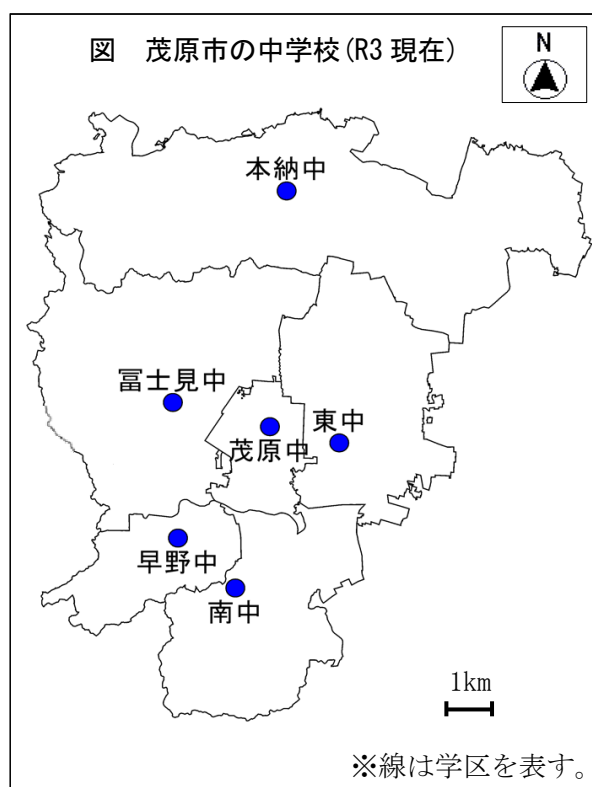 図 茂原市の中学校(R3 現在)
N
本納中
冨士見中
茂原中
東中
早野中
南中
1km
※線は学区を表す。